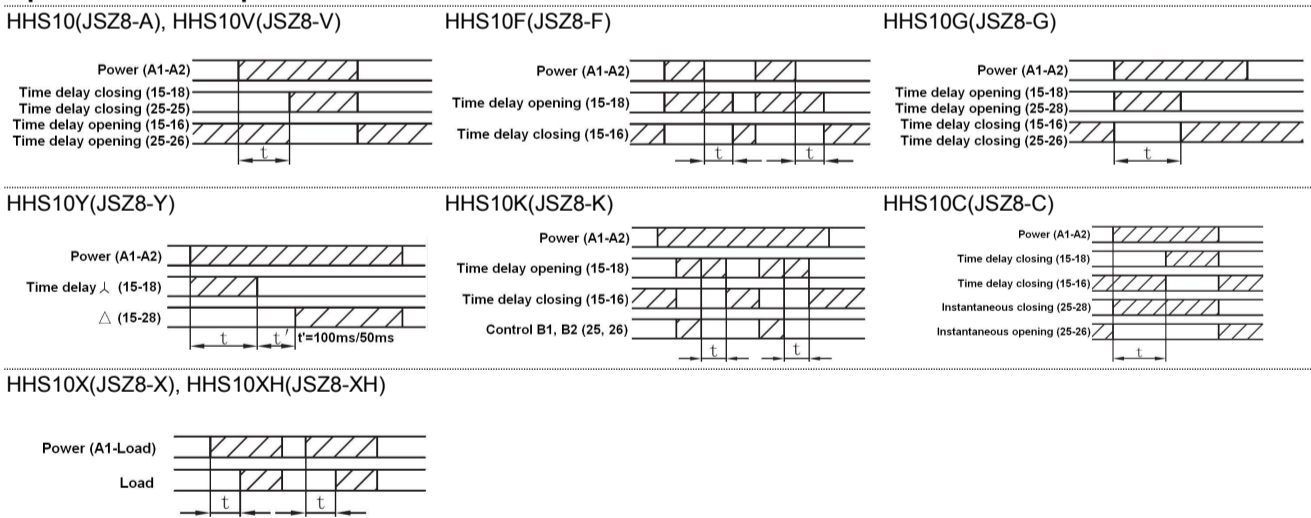 HHS10(JSZ8-A), HHS10V(JSZ8-V)
Power (A1-A2)
Time delay closing (15-18)
Time delay closing (25-25)
Time delay opening (15-16)
Time delay opening (25-26)
t
HHS10F(JSZ8-F)
Power (A1-A2)
Time delay opening (15-18)
Time delay closing (15-16)
t
t
HHS10G(JSZ8-G)
Power (A1-A2)
Time delay opening (15-18)
Time delay opening (25-28)
Time delay closing (15-16)
Time delay closing (25-26)
t
HHS10Y(JSZ8-Y)
Power (A1-A2)
Time delay ⅄ (15-18)
△ (15-28)
t t' t'=100ms/50ms
HHS10K(JSZ8-K)
Power (A1-A2)
Time delay opening (15-18)
Time delay closing (15-16)
Control B1, B2 (25, 26)
t
t
HHS10C(JSZ8-C)
Power (A1-A2)
Time delay closing (15-18)
Time delay closing (15-16)
Instantaneous closing (25-28)
Instantaneous opening (25-26)
t
HHS10X(JSZ8-X), HHS10XH(JSZ8-XH)
Power (A1-Load)
Load
t
t